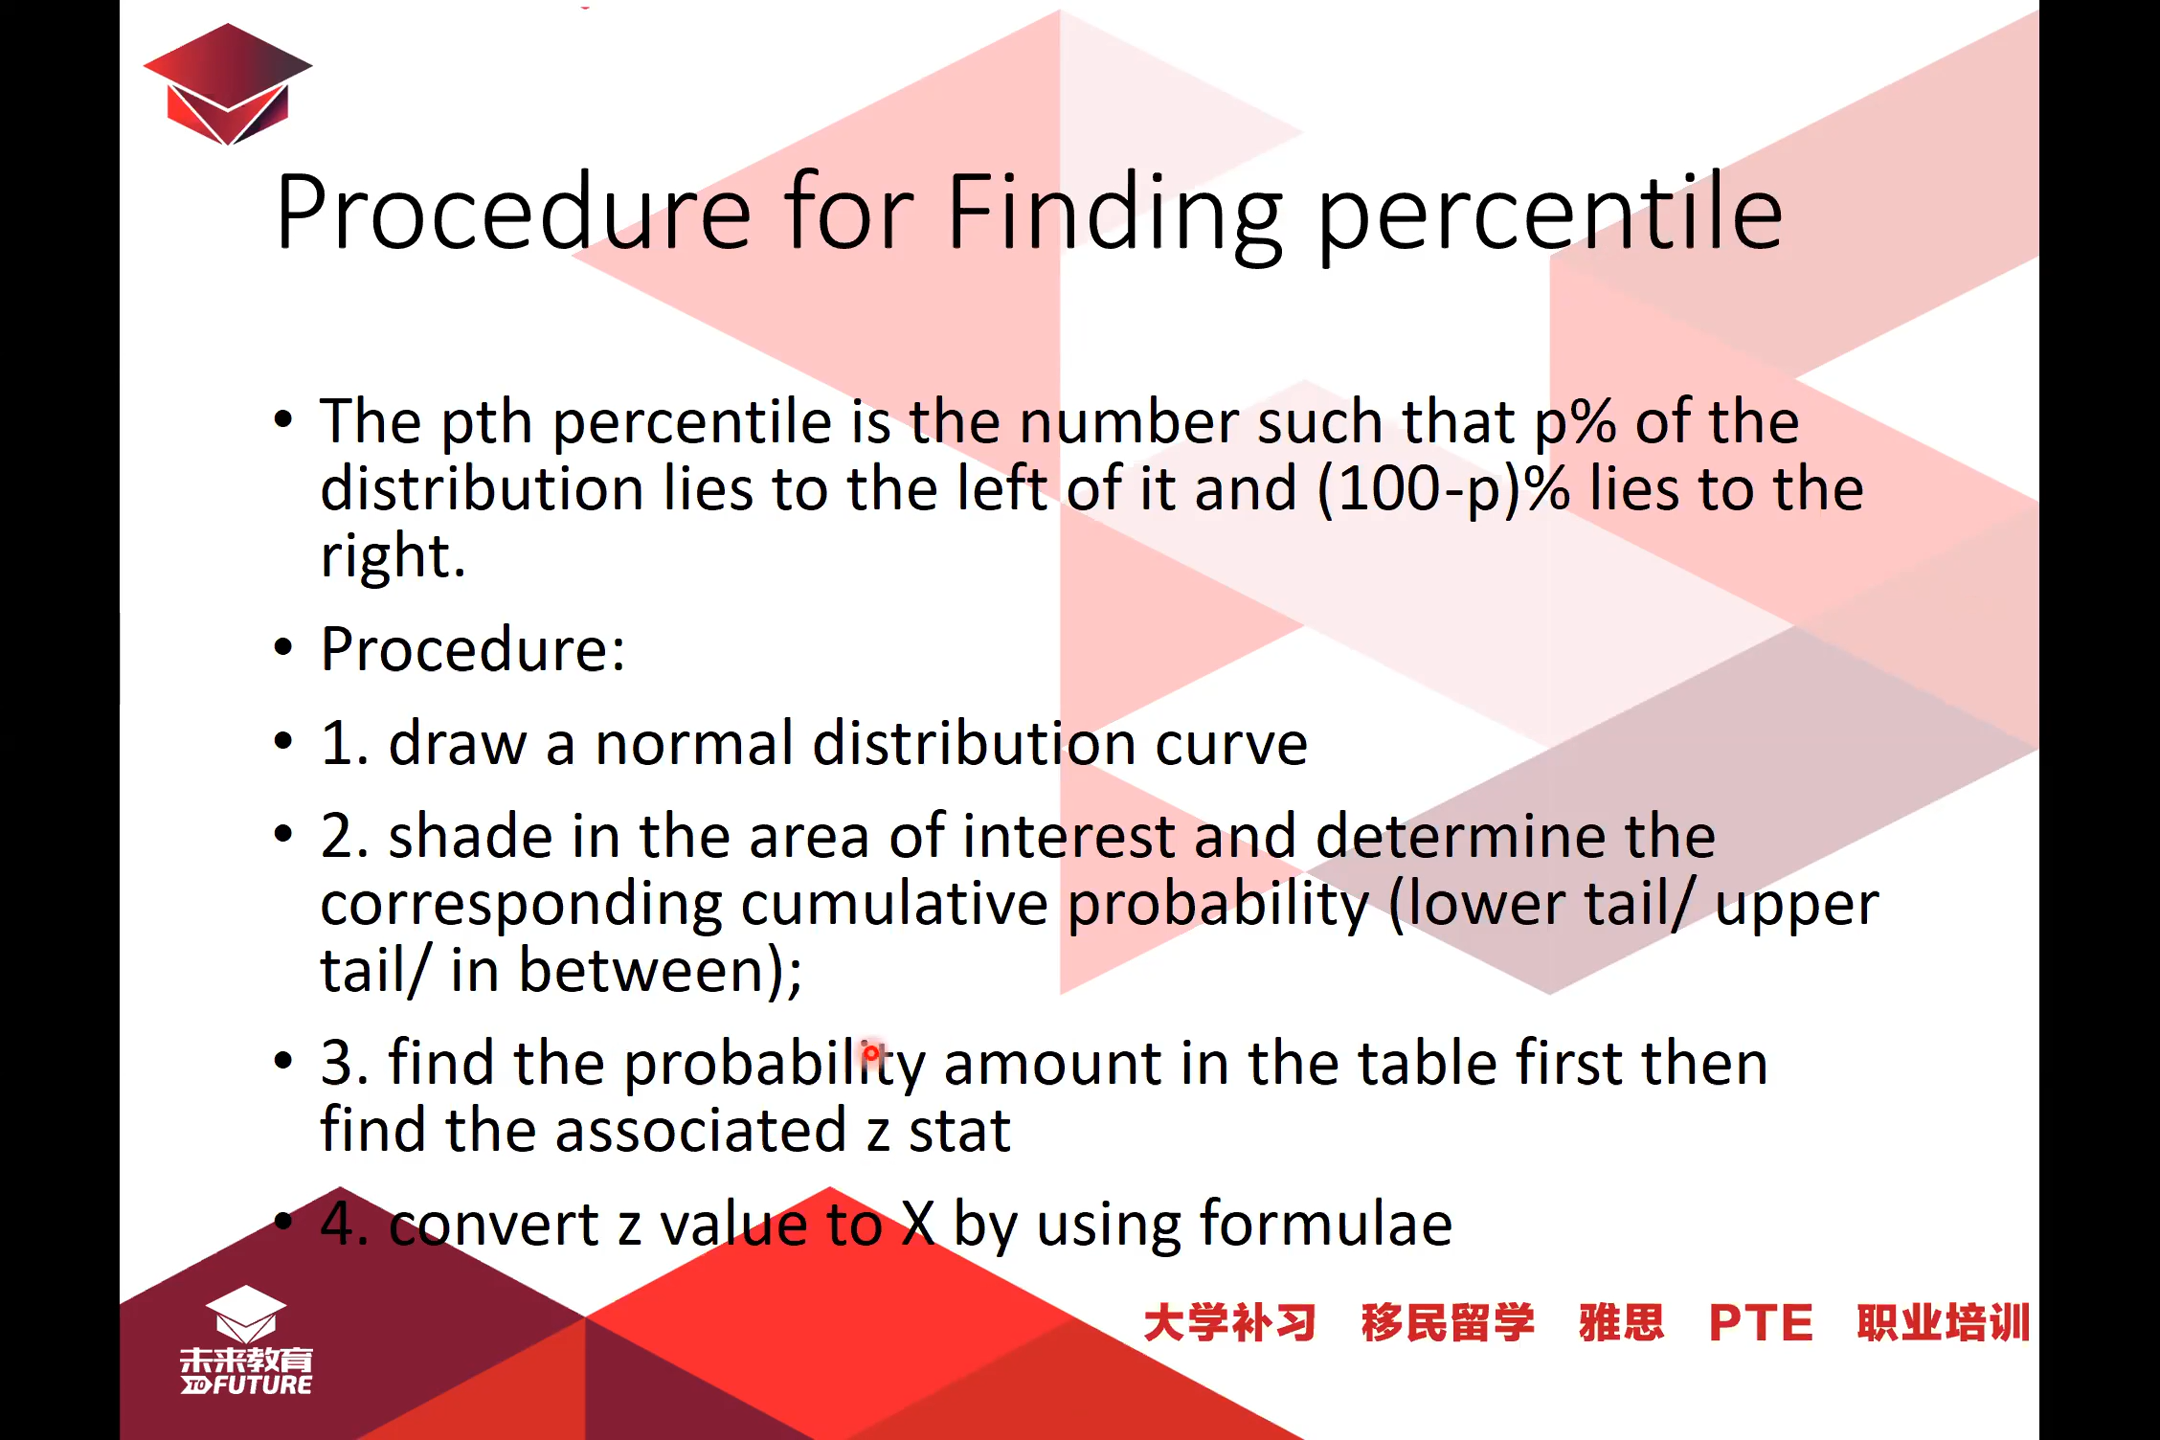 Procedure for Finding percentile
• The pth percentile is the number such that p% of the
distribution lies to the left of it and (100-p)% lies to the
right.
• Procedure:
• 1. draw a normal distribution curve
• 2. shade in the area of interest and determine the
corresponding cumulative probability (lower tail/ upper
tail/ in between);
• 3. find the probability amount in the table first then
find the associated z stat
• 4. convert z value to X by using formulae
大学补习 移民留学 雅思 PTE 职业培训
未来教育
TO FUTURE